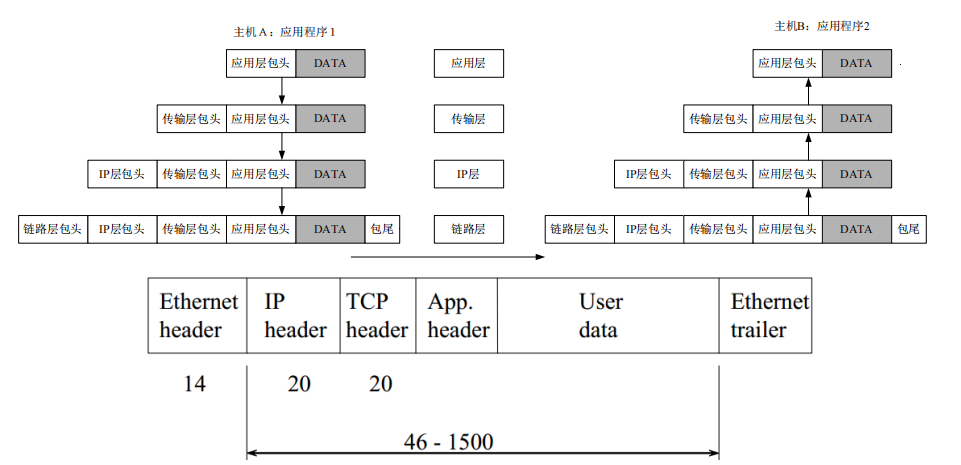 主机A：应用程序1 主机B：应用程序2
应用层包头 DATA 应用层 应用层包头 DATA
传输层包头 应用层包头 DATA 传输层 传输层包头 应用层包头 DATA
IP层包头 传输层包头 应用层包头 DATA IP层 IP层包头 传输层包头 应用层包头 DATA
链路层包头 IP层包头 传输层包头 应用层包头 DATA 包尾 链路层 链路层包头 IP层包头 传输层包头 应用层包头 DATA 包尾
Ethernet IP TCP App. User Ethernet
header header header header data trailer
14 20 20
46 - 1500